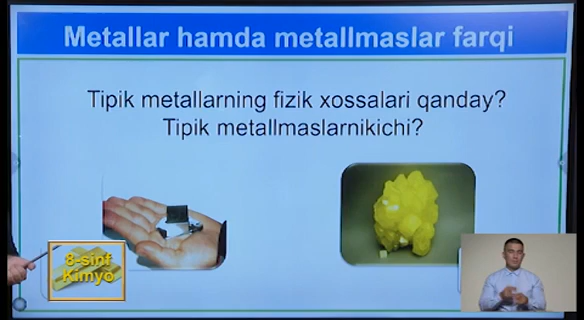 Metallar hamda metallmaslar farqi
Tipik metallarning fizik xossalari qanday?
Tipik metallmaslarnikichi?
8-sinf
Kimyo